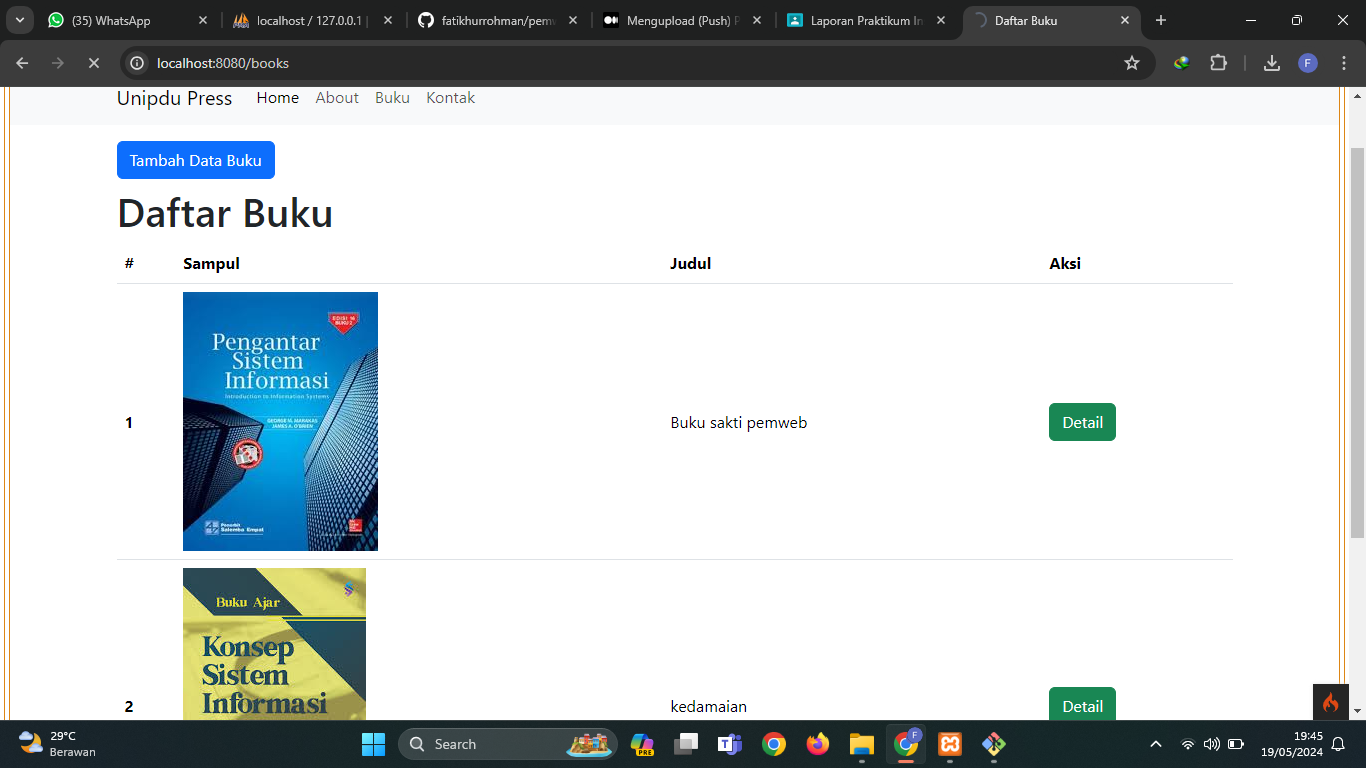 (35) WhatsApp
localhost / 127.0.0.1 |
fatikhurrohman/pemw
Mengupload (Push) P
Laporan Praktikum In
Daftar Buku
localhost:8080/books
F
Unipdu Press Home About Buku Kontak
Tambah Data Buku
Daftar Buku
# Sampul Judul Aksi
EDISI 16
BUKU 2
Pengantar
Sistem
Informasi
Introduction to Information Systems
GEORGE M. MARAKAS
JAMES A. O'BRIEN
Penerbit
Salemba Empat
1 Buku sakti pemweb Detail
Buku Ajar
Konsep
Sistem
Informasi
2 kedamaian Detail
29°C
Berawan
Search
PRE
F
19:45
19/05/2024